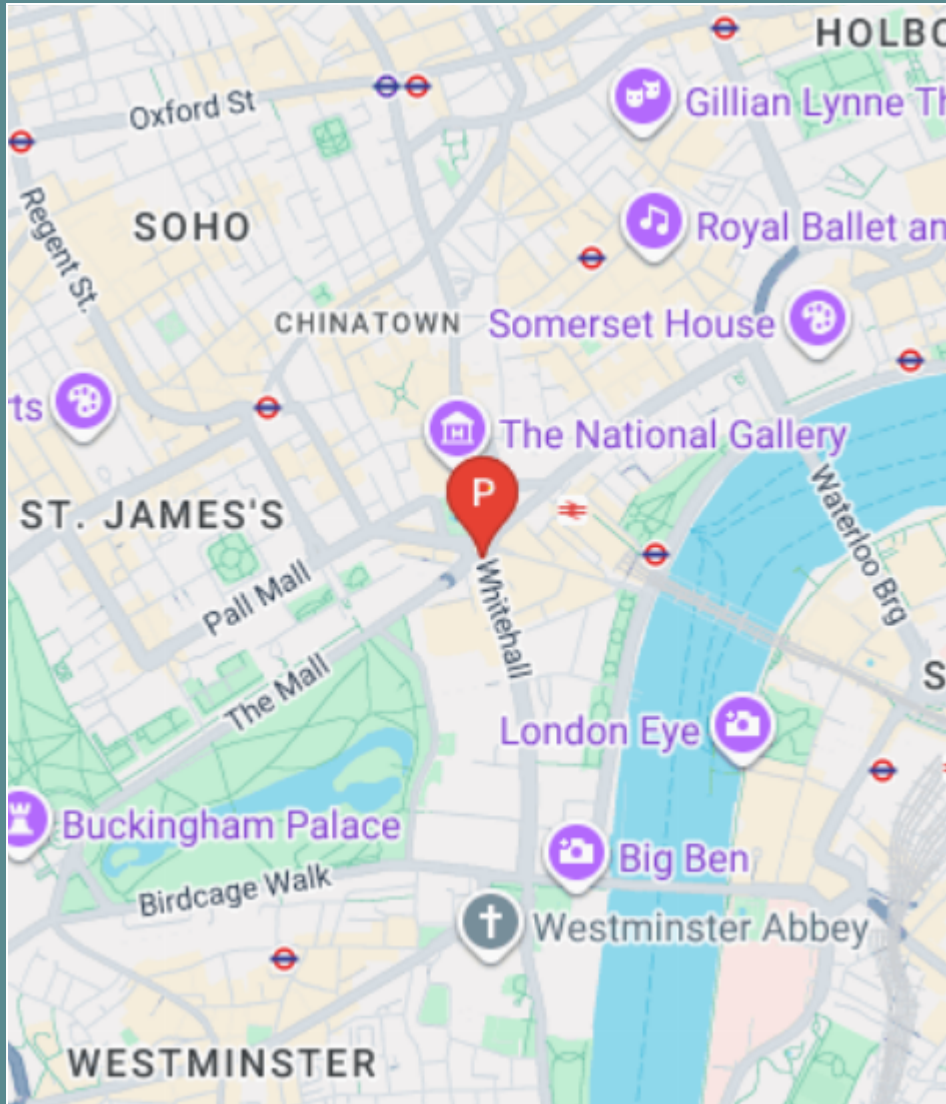 HOLBO
Oxford St
Gillian Lynne Th
Regent St.
SOHO
Royal Ballet an
CHINATOWN
Somerset House
rts
The National Gallery
P
ST. JAMES'S
Waterloo Brg
Pall Mall
Whitehall
The Mall
S
London Eye
Buckingham Palace
Big Ben
Birdcage Walk
Westminster Abbey
WESTMINSTER